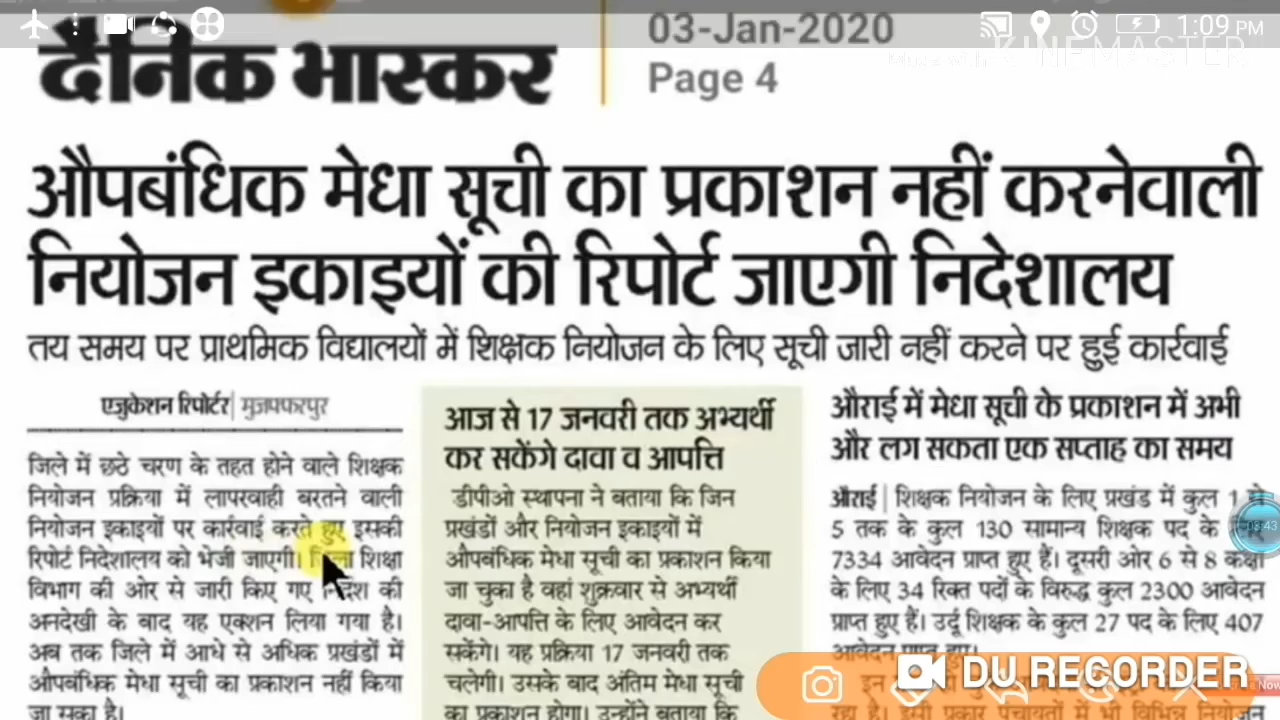 1:09 PM
दैनिक भास्कर
03-Jan-2020
Page 4
KINEMASTER
औपबंधिक मेधा सूची का प्रकाशन नहीं करनेवाली
नियोजन इकाइयों की रिपोर्ट जाएगी निदेशालय
तय समय पर प्राथमिक विद्यालयों में शिक्षक नियोजन के लिए सूची जारी नहीं करने पर हुई कार्रवाई
एजुकेशन रिपोर्टर| मुजफ्फरपुर
जिले में छठे चरण के तहत होने वाले शिक्षक
नियोजन प्रक्रिया में लापरवाही बरतने वाली
नियोजन इकाइयों पर कार्रवाई करते हुए इसकी
रिपोर्ट निदेशालय को भेजी जाएगी। शिक्षा
विभाग की ओर से जारी किए गए की
अनदेखी के बाद यह एक्शन लिया गया है।
अब तक जिले में आधे से अधिक प्रखंडों में
औपबंधिक मेधा सूची का प्रकाशन नहीं किया
जा सका है।
आज से 17 जनवरी तक अभ्यर्थी
कर सकेंगे दावा व आपत्ति
डीपीओ स्थापना ने बताया कि जिन
प्रखंडों और नियोजन इकाइयों में
औपबंधिक मेधा सूची का प्रकाशन किया
जा चुका है वहां शुक्रवार से अभ्यर्थी
दावा-आपत्ति के लिए आवेदन कर
सकेंगे। यह प्रक्रिया 17 जनवरी तक
चलेगी। उसके बाद अंतिम मेधा सूची
का प्रकाशन होगा। उन्होंने बताया कि
औराई में मेधा सूची के प्रकाशन में अभी
और लग सकता एक सप्ताह का समय
औराई | शिक्षक नियोजन के लिए प्रखंड में कुल 1 से
5 तक के कुल 130 सामान्य शिक्षक पद के
7334 आवेदन प्राप्त हुए हैं। दूसरी ओर 6 से 8 कक्षा
के लिए 34 रिक्त पदों के विरुद्ध कुल 2300 आवेदन
प्राप्त हुए हैं। उर्दू शिक्षक के कुल 27 पद के लिए 407
आवेदन प्राप्त हुए।
03:43
DU RECORDER